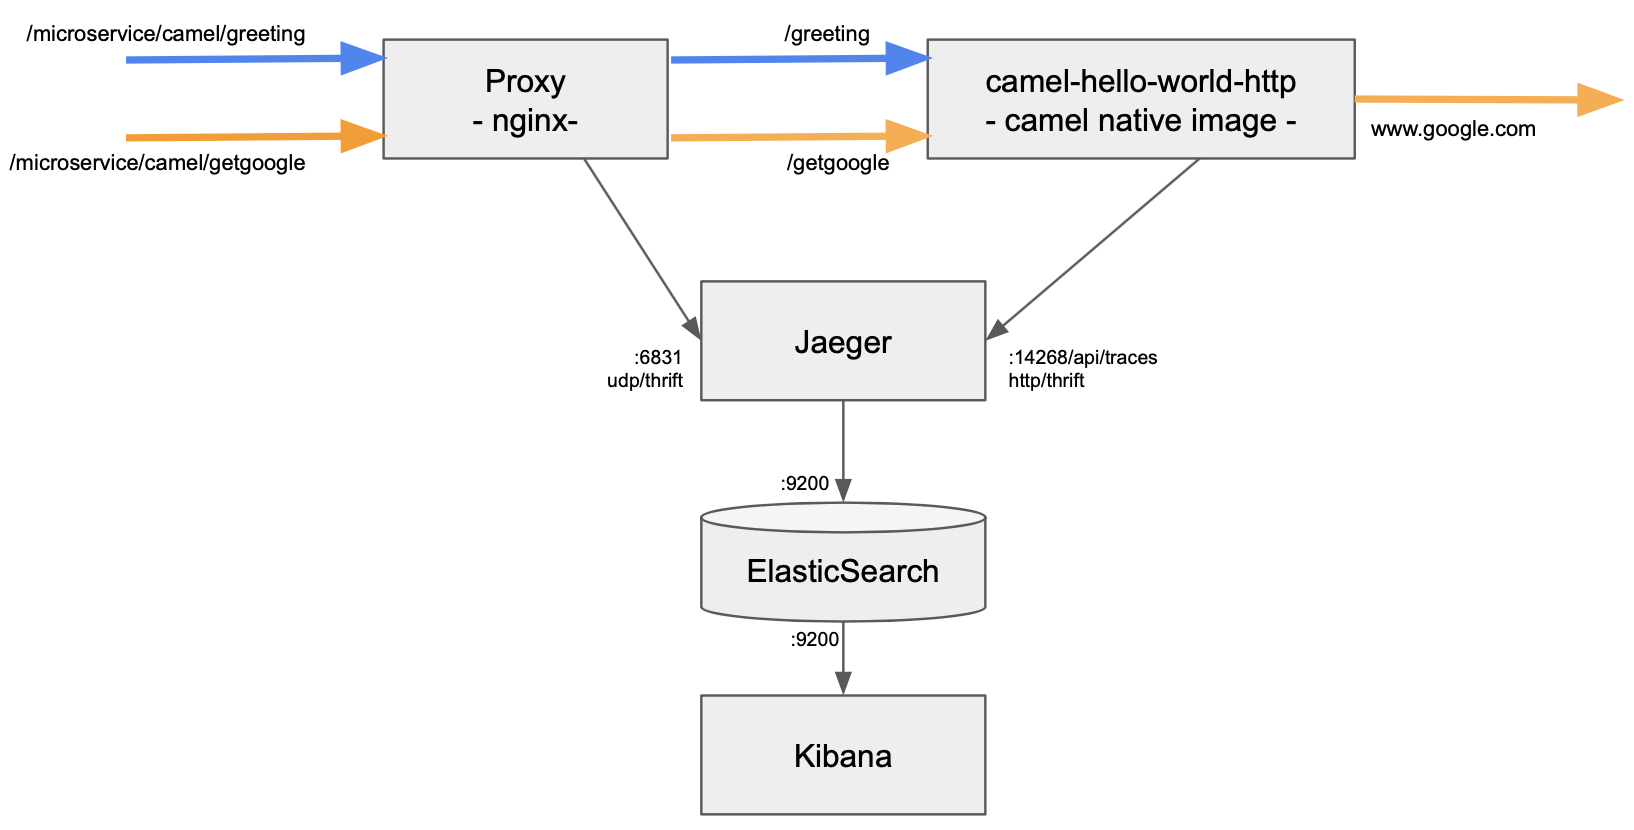 /microservice/camel/greeting
/greeting
Proxy
- nginx-
camel-hello-world-http
- camel native image -
www.google.com
/microservice/camel/getgoogle
/getgoogle
Jaeger
:6831
udp/thrift
:14268/api/traces
http/thrift
:9200
ElasticSearch
:9200
Kibana